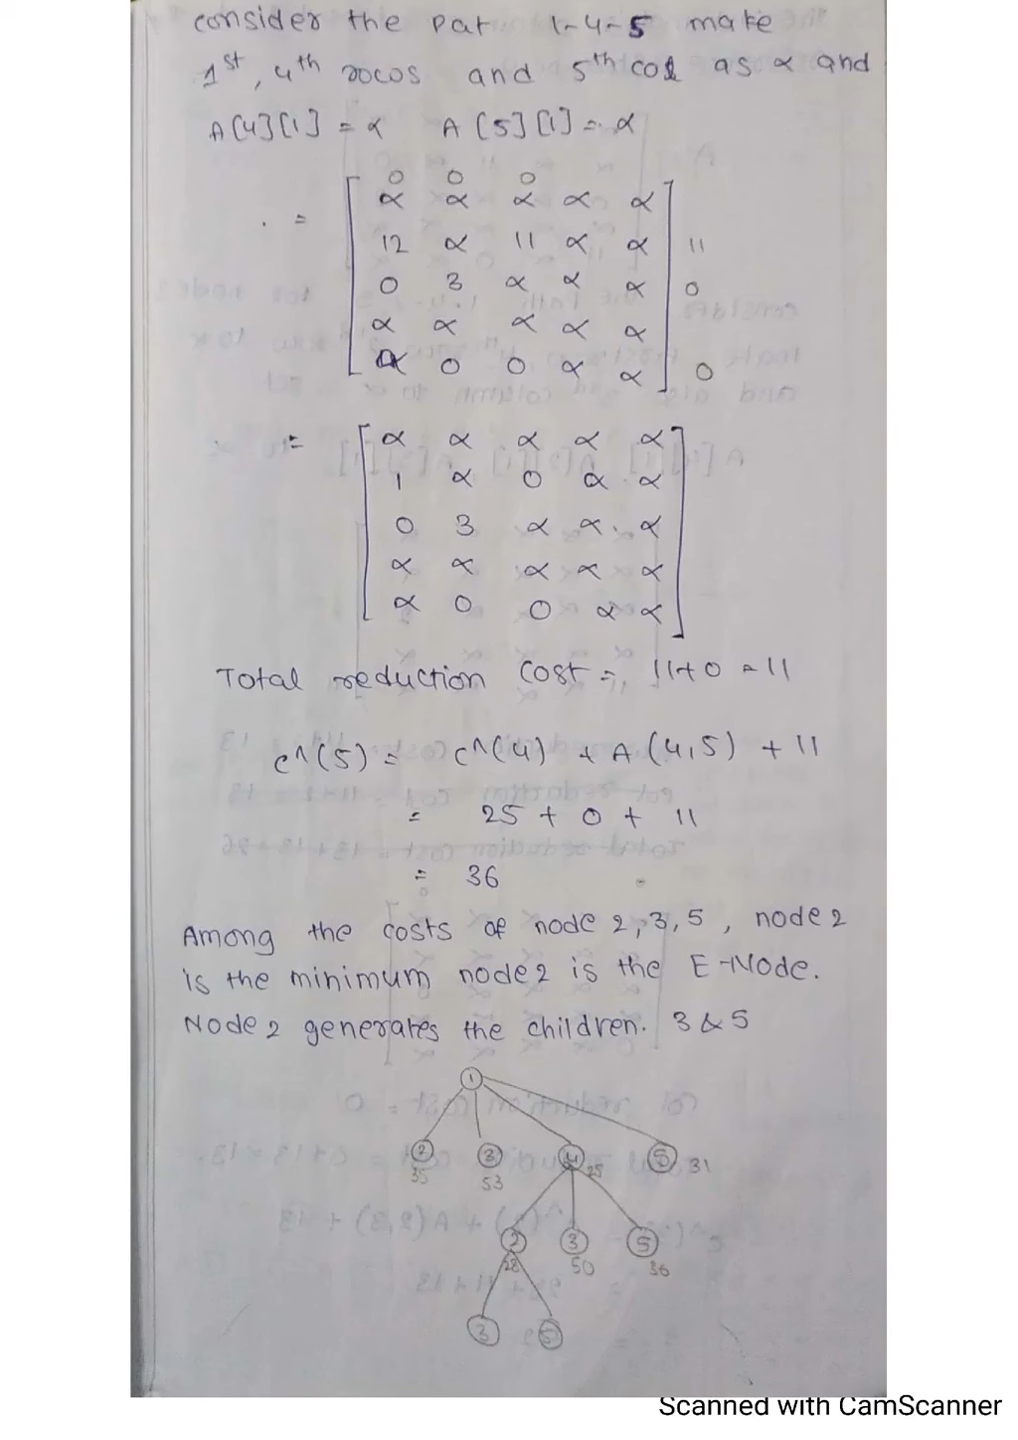 consider the Pat 1-4-5 make
1st, 4th rows and 5th col as α and
A[4][1] = α A[5][1] = α
0 0 0
= α α α α α
12 α 11 α α 11
0 3 α α α 0
α α α α α
α 0 0 α α 0
= α α α α α
1 α 0 α α
0 3 α α α
α α α α α
α 0 0 α α
Total reduction cost = 11+0 = 11
c^(5) = c^(4) + A(4,5) + 11
= 25 + 0 + 11
= 36
Among the costs of node 2,3,5, node 2
is the minimum node 2 is the E-Node.
Node 2 generates the children. 3 & 5
1
2 3 4 5
35 53 25 31
2 3 5
28 50 36
3 5
Scanned with CamScanner